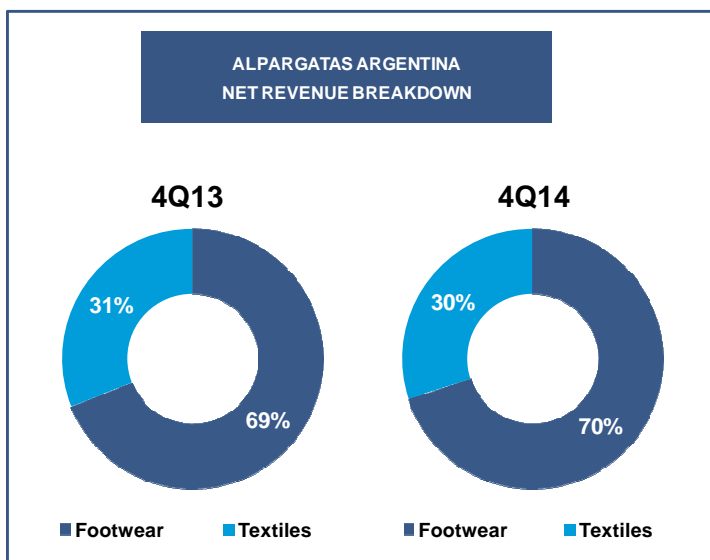 ALPARGATAS ARGENTINA
NET REVENUE BREAKDOWN
4Q13
4Q14
31%
69%
30%
70%
Footwear
Textiles
Footwear
Textiles